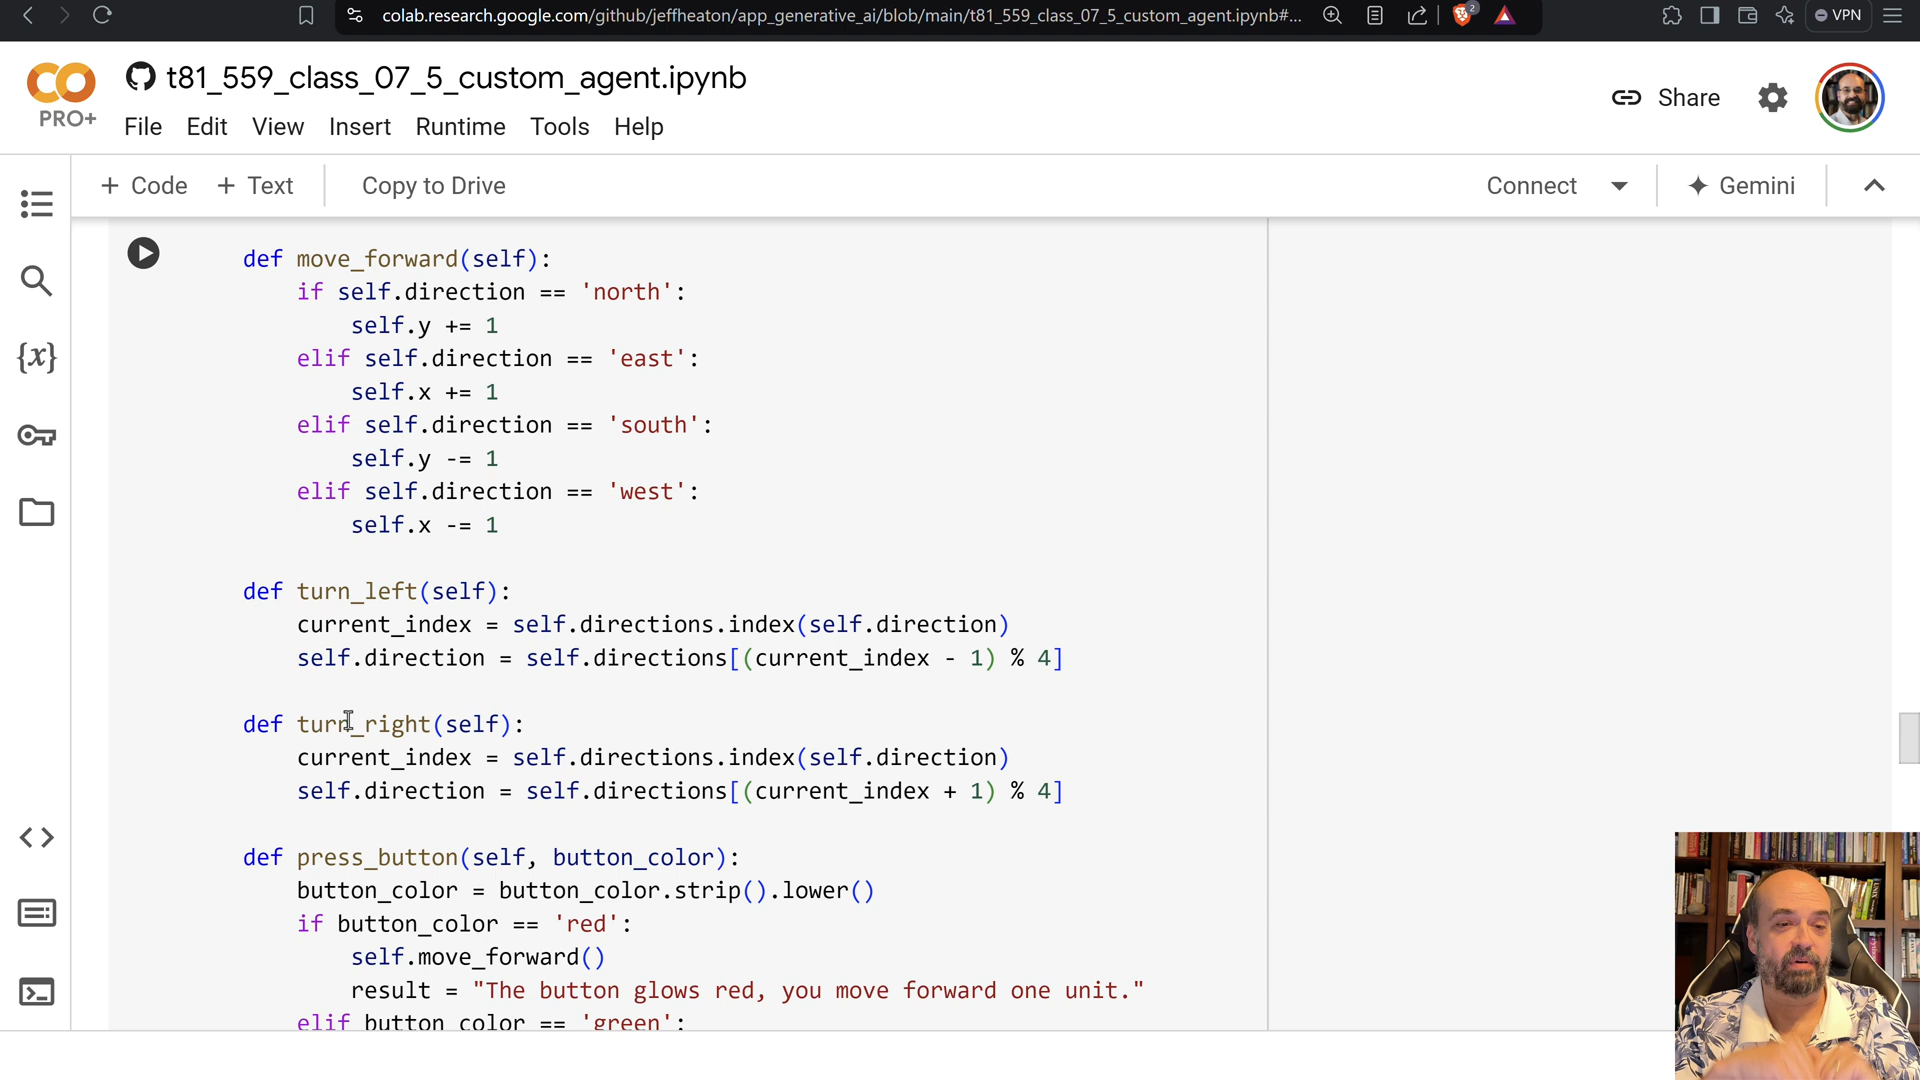 colab.research.google.com/github/jeffheaton/app_generative_ai/blob/main/t81_559_class_07_5_custom_agent.ipynb#...
2
VPN
CO
PRO+
t81_559_class_07_5_custom_agent.ipynb
Share
File Edit View Insert Runtime Tools Help
+ Code + Text Copy to Drive
Connect
Gemini
{x}
def move_forward(self):
if self.direction == 'north':
self.y += 1
elif self.direction == 'east':
self.x += 1
elif self.direction == 'south':
self.y -= 1
elif self.direction == 'west':
self.x -= 1
def turn_left(self):
current_index = self.directions.index(self.direction)
self.direction = self.directions[(current_index - 1) % 4]
def turn_right(self):
current_index = self.directions.index(self.direction)
self.direction = self.directions[(current_index + 1) % 4]
def press_button(self, button_color):
button_color = button_color.strip().lower()
if button_color == 'red':
self.move_forward()
result = "The button glows red, you move forward one unit."
elif button_color == 'green':